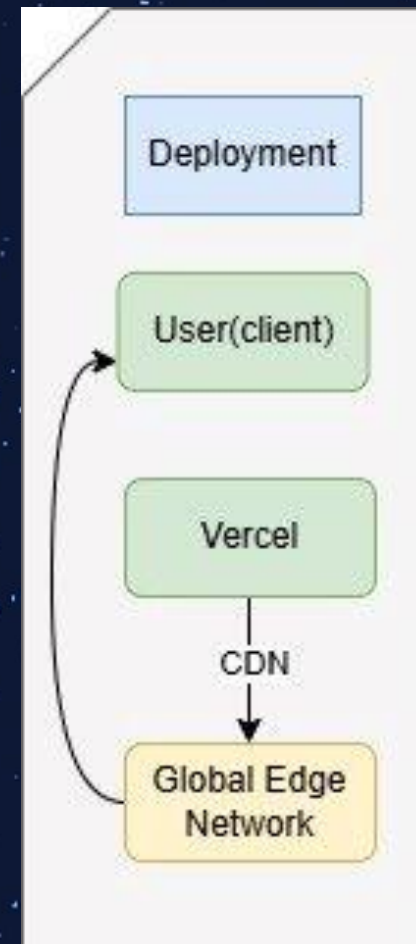 Deployment
User(client)
Vercel
CDN
Global Edge
Network